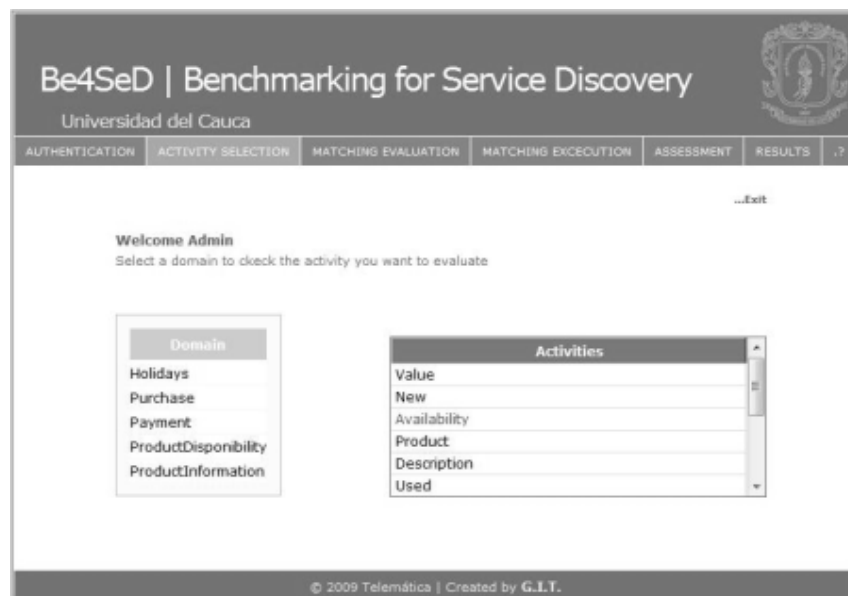 Be4SeD | Benchmarking for Service Discovery
Universidad del Cauca
AUTHENTICATION ACTIVITY SELECTION MATCHING EVALUATION MATCHING EXCECUTION ASSESSMENT RESULTS .?
...Exit
Welcome Admin
Select a domain to ckeck the activity you want to evaluate
Domain
Holidays
Purchase
Payment
ProductDisponibility
ProductInformation
Activities
Value
New
Availability
Product
Description
Used
© 2009 Telemática | Created by G.I.T.